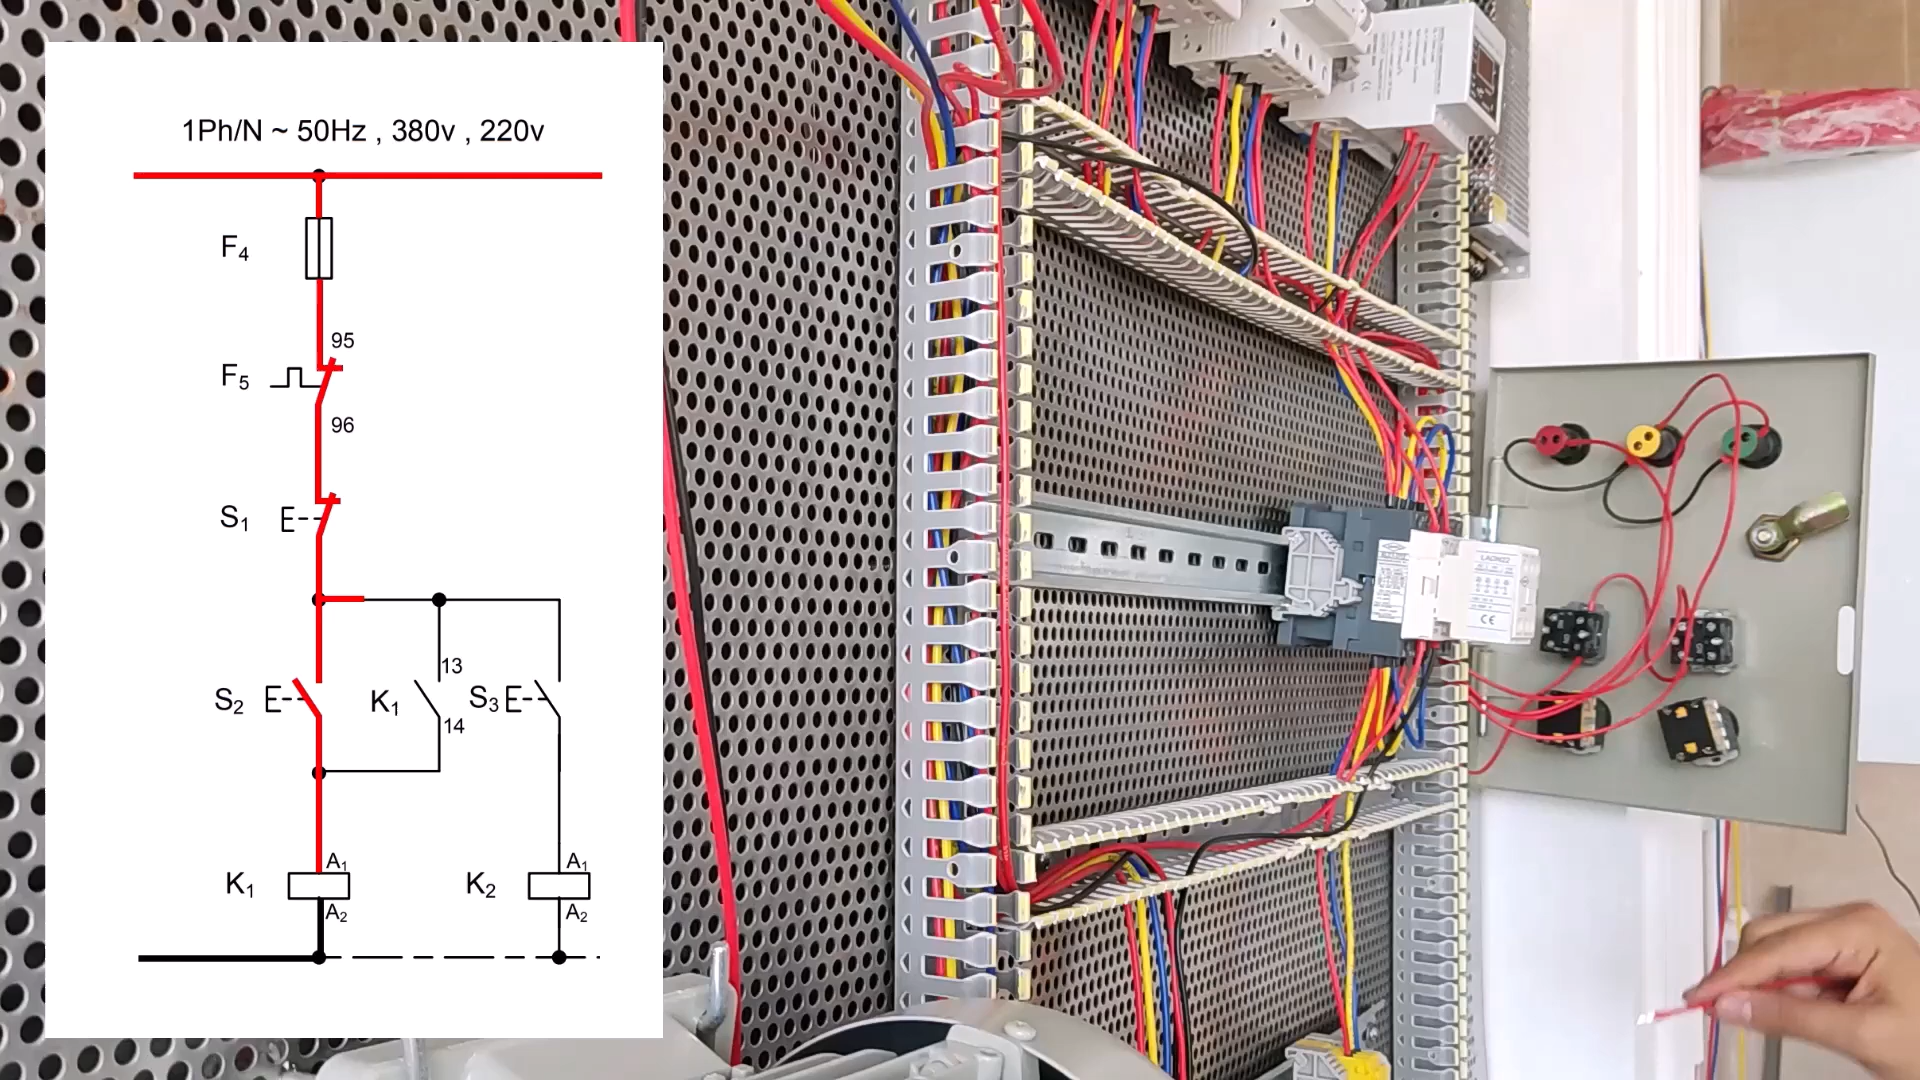 1Ph/N ~ 50Hz , 380v , 220v
F4
95
F5
96
S1
E
13
S2
E
K1
S3
E
14
A1
A1
K1
K2
A2
A2
CE